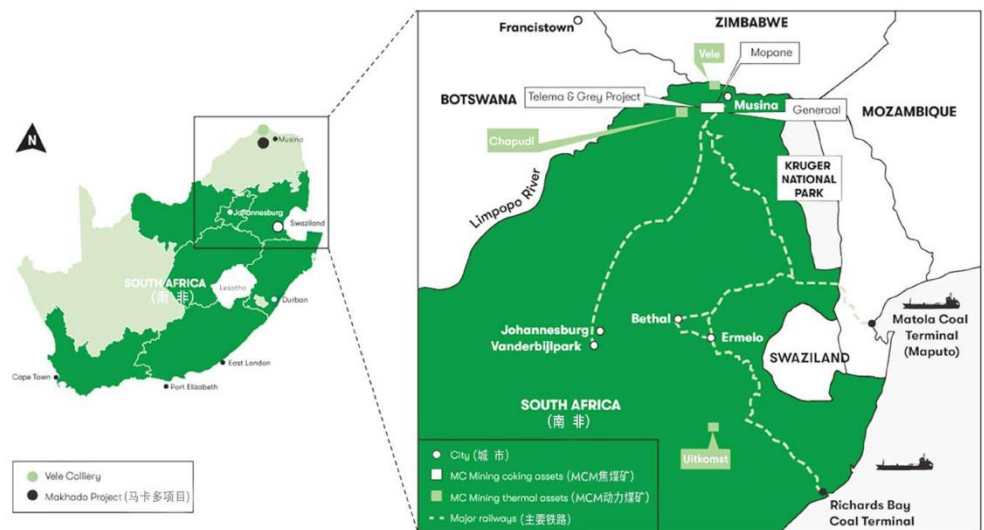 N
Musina
Johannesburg
Swaziland
SOUTH AFRICA
(南 非)
Lesotho
Durban
East London
Cape Town
Port Elizabeth
Vele Colliery
Makhado Project (马卡多项目)
Francistown
ZIMBABWE
Vele
Mopane
BOTSWANA
Telema & Grey Project
Musina
Generaal
MOZAMBIQUE
Chapudi
KRUGER
NATIONAL
PARK
Limpopo River
Bethal
Johannesburg
Vanderbijlpark
Ermelo
Matola Coal
Terminal
(Maputo)
SWAZILAND
SOUTH AFRICA
(南 非)
Uitkomst
City (城 市)
MC Mining coking assets (MCM焦煤矿)
MC Mining thermal assets (MCM动力煤矿)
Major railways (主要铁路)
Richards Bay
Coal Terminal